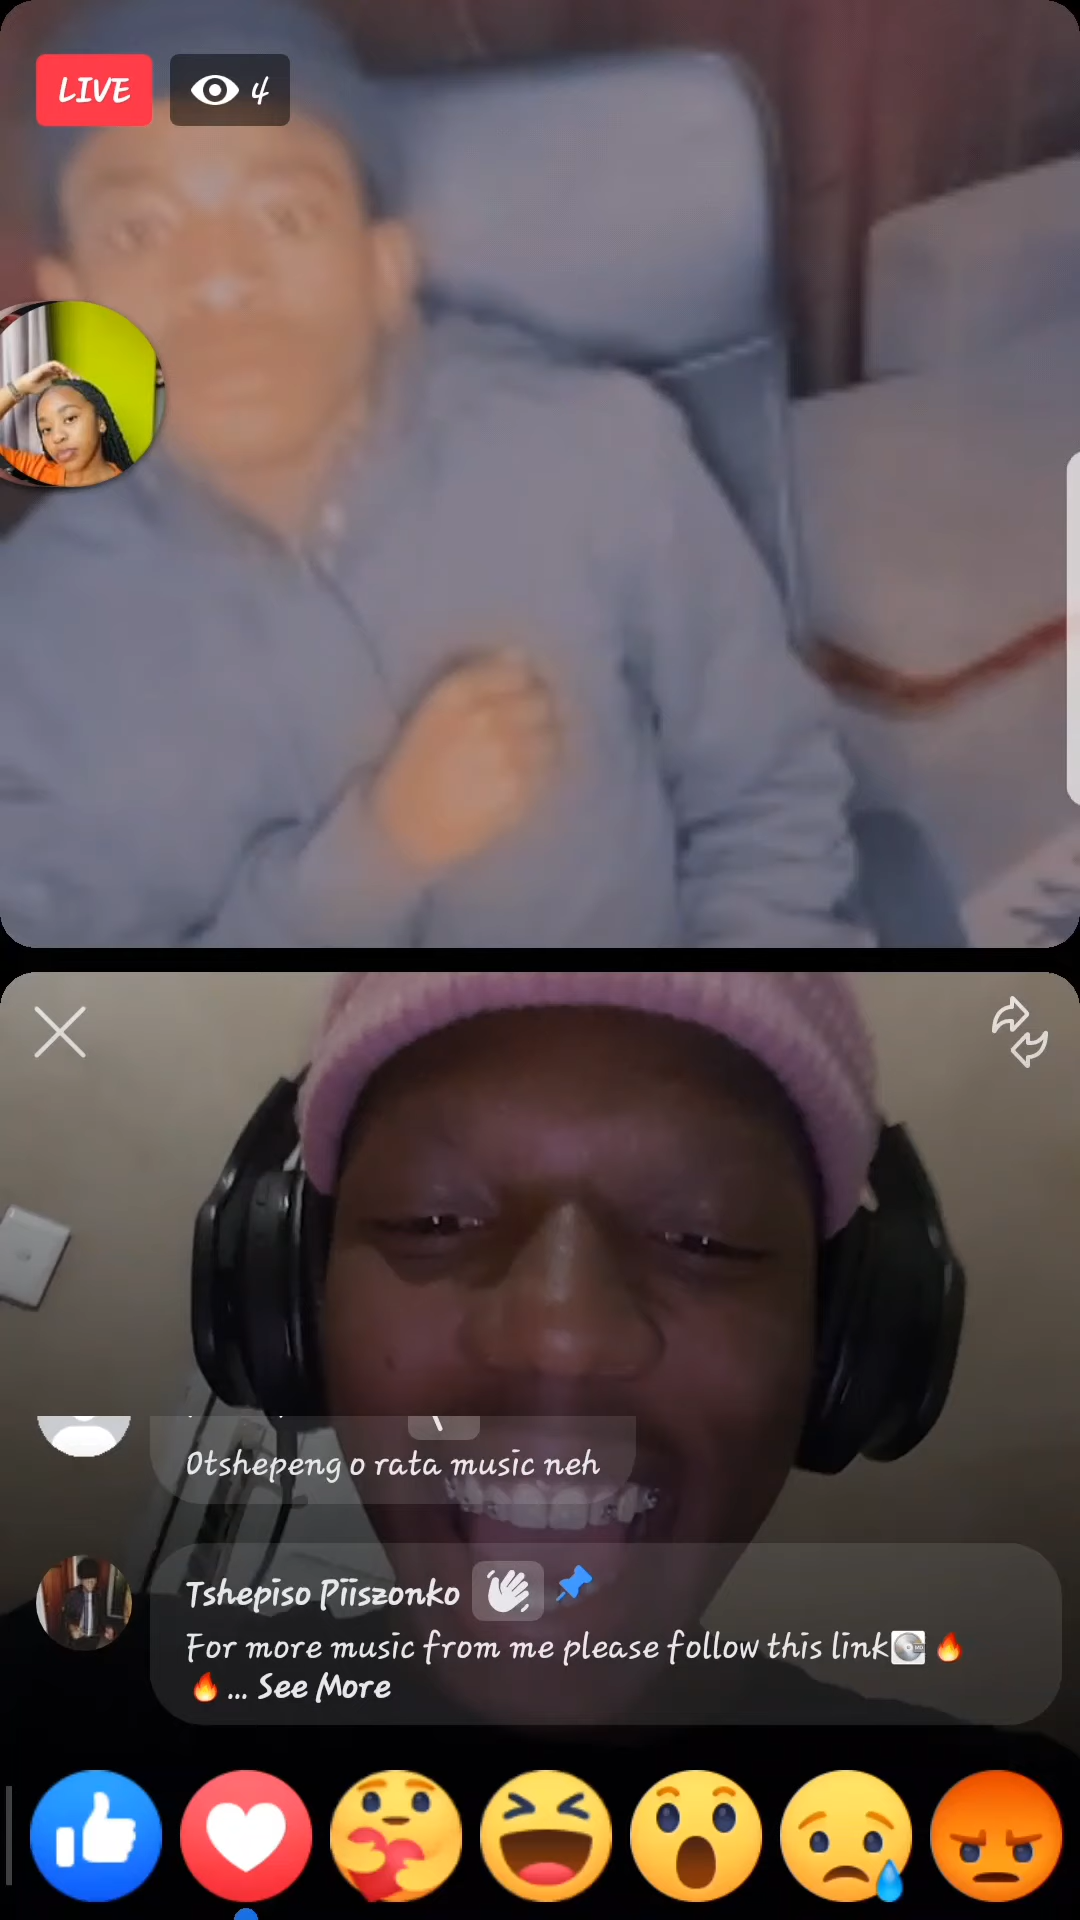 LIVE
4
Otshepeng o rata music neh
Tshepiso Piiszonko
For more music from me please follow this link💽 🔥
🔥 ... See More